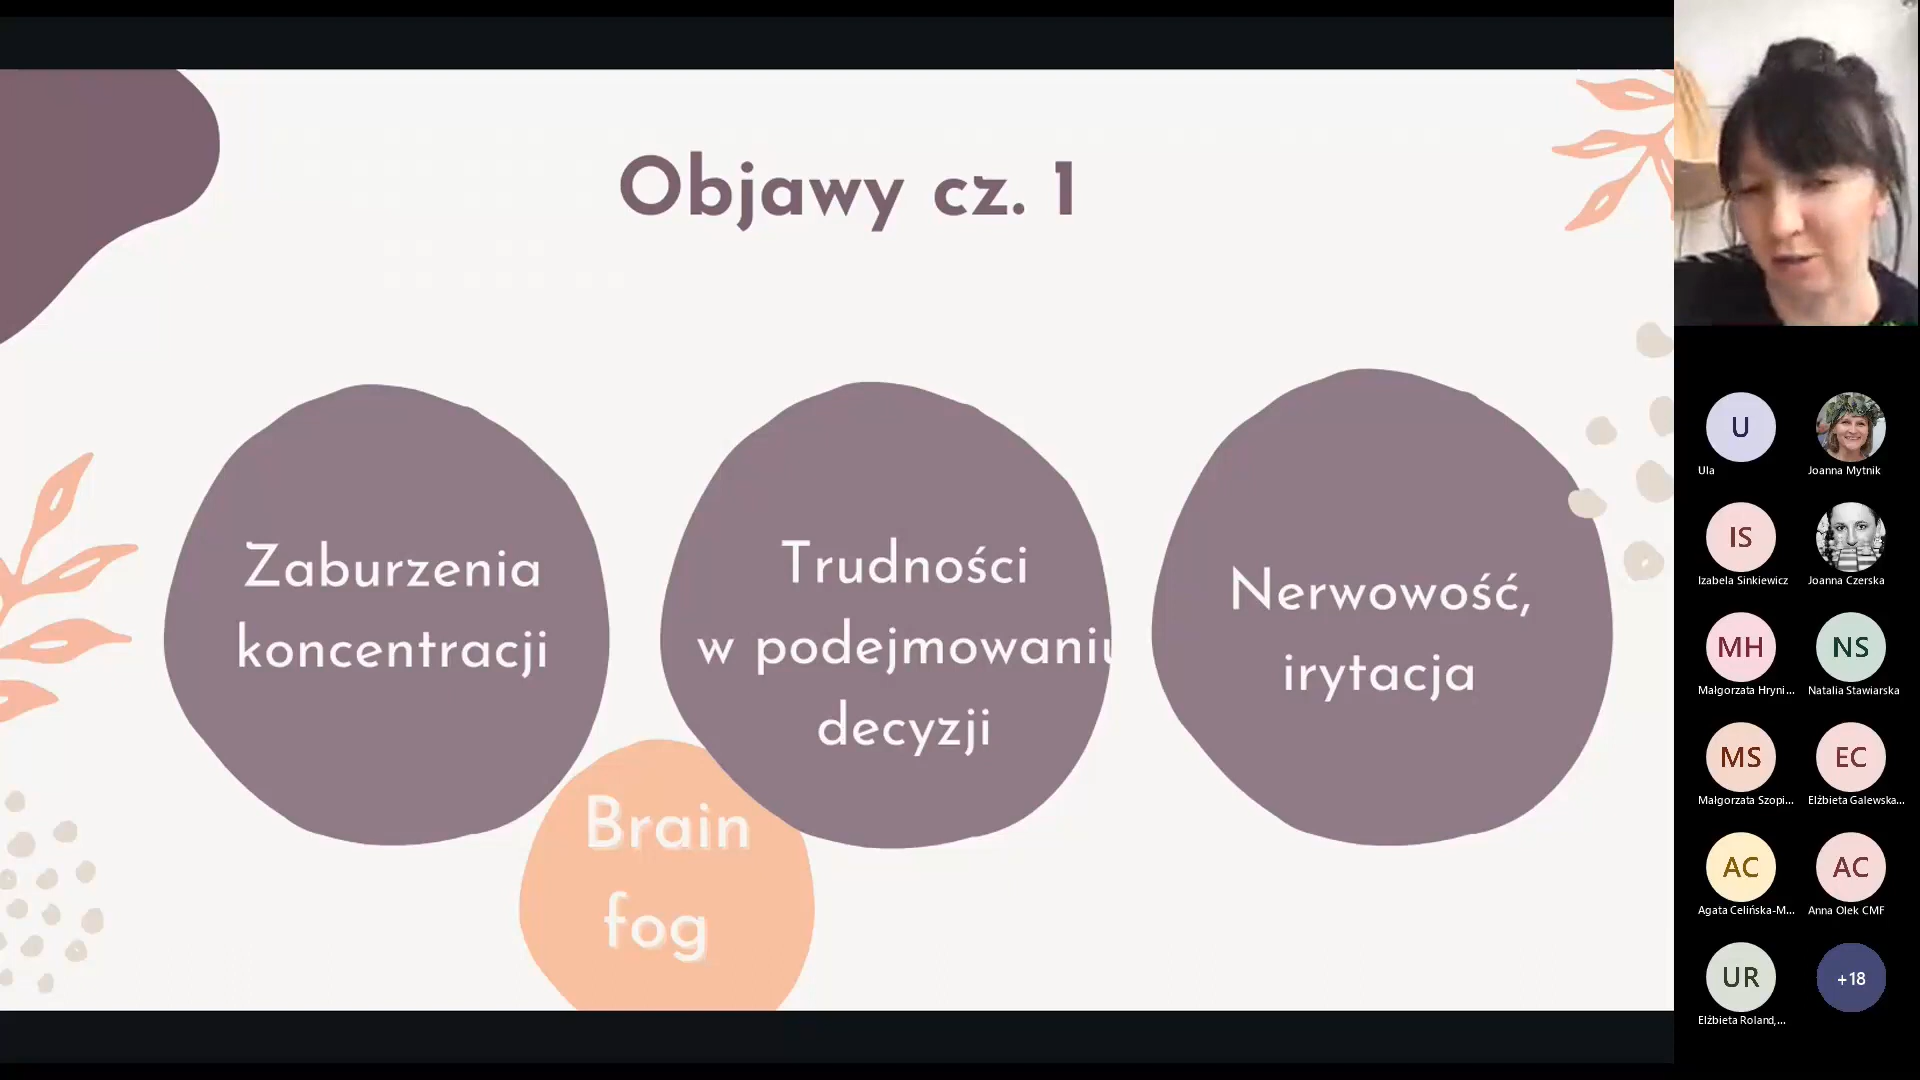 Objawy cz. 1
Zaburzenia
koncentracji
Trudności
w podejmowaniu
decyzji
Nerwowość,
irytacja
Brain
fog
U
Ula
Joanna Mytnik
IS
Izabela Sinkiewicz
Joanna Czerska
MH
Małgorzata Hryni...
NS
Natalia Stawiarska
MS
Małgorzata Szopi...
EC
Elżbieta Galewska...
AC
Agata Celińska-M...
AC
Anna Olek CMF
UR
Elżbieta Roland,...
+18